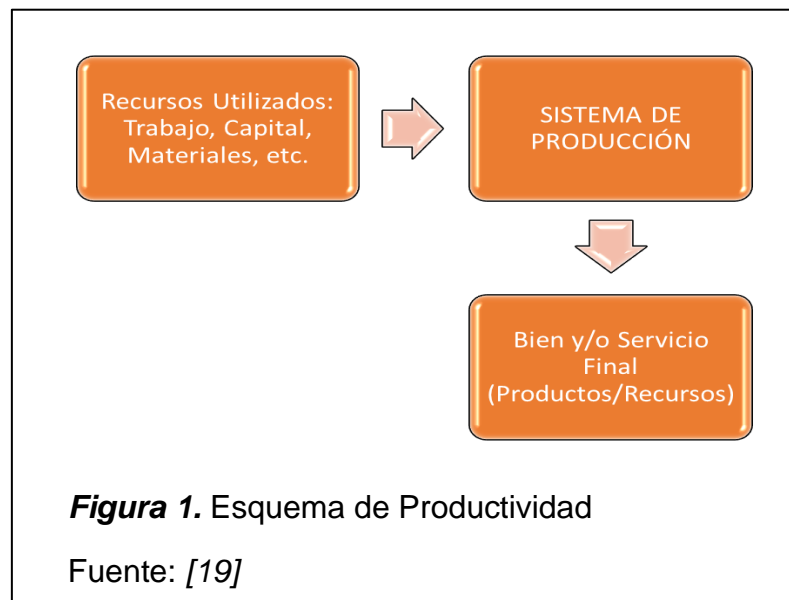 Recursos Utilizados:
Trabajo, Capital,
Materiales, etc.
SISTEMA DE
PRODUCCIÓN
Bien y/o Servicio
Final
(Productos/Recursos)
Figura 1. Esquema de Productividad
Fuente: [19]